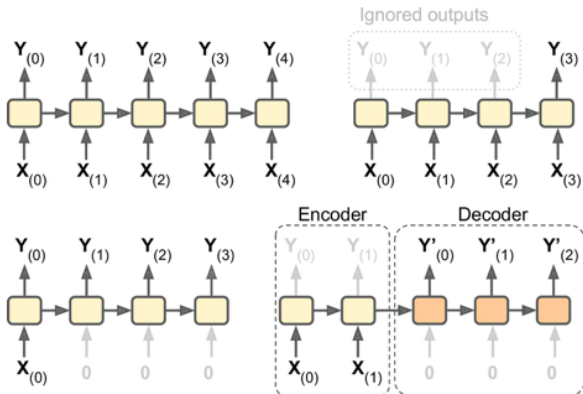 Ignored outputs
Y(0) Y(1) Y(2) Y(3) Y(4)
X(0) X(1) X(2) X(3) X(4)
Y(0) Y(1) Y(2) Y(3)
X(0) X(1) X(2) X(3)
Y(0) Y(1) Y(2) Y(3)
X(0) 0 0 0
Encoder Decoder
Y(0) Y(1) Y'(0) Y'(1) Y'(2)
X(0) X(1) 0 0 0